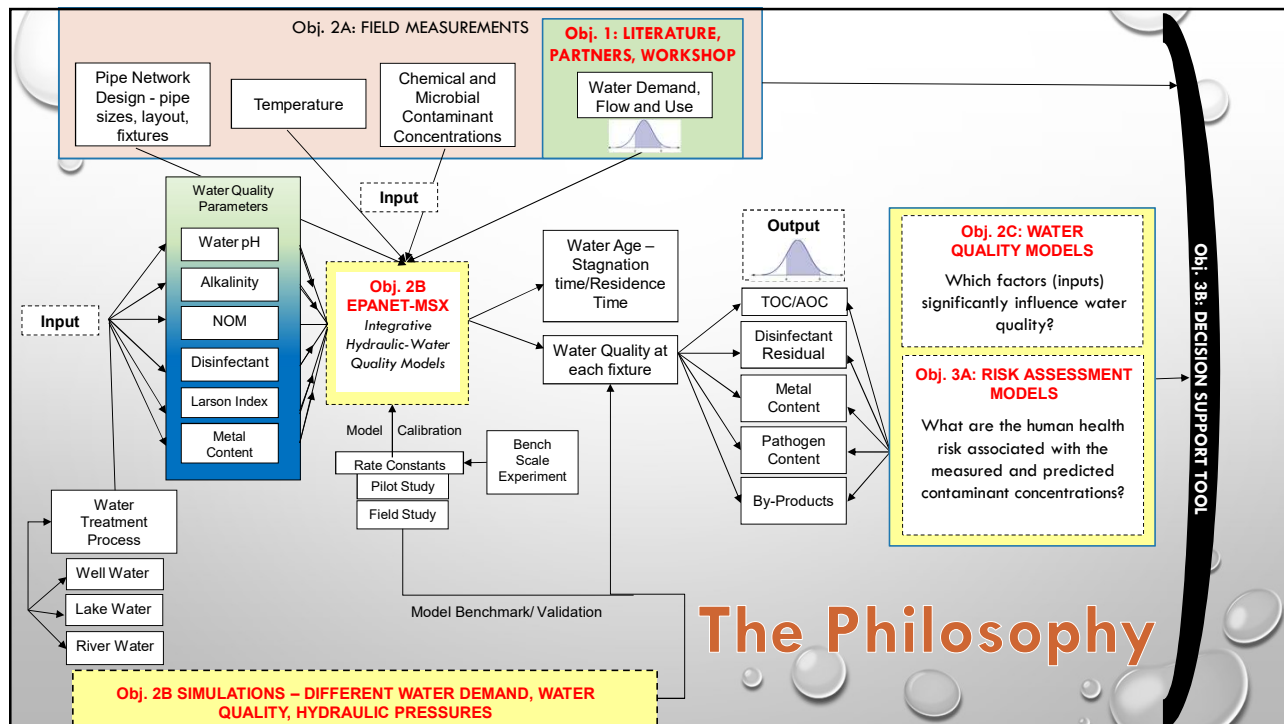 Obj. 2A: FIELD MEASUREMENTS
Pipe Network
Design - pipe
sizes, layout,
fixtures
Temperature
Chemical and
Microbial
Contaminant
Concentrations
Obj. 1: LITERATURE,
PARTNERS, WORKSHOP
Water Demand,
Flow and Use
Input
Water Quality
Parameters
Water pH
Alkalinity
NOM
Disinfectant
Larson Index
Metal
Content
Input
Obj. 2B
EPANET-MSX
Integrative
Hydraulic-Water
Quality Models
Model Calibration
Rate Constants
Pilot Study
Field Study
Bench
Scale
Experiment
Water Age –
Stagnation
time/Residence
Time
Water Quality at
each fixture
Output
TOC/AOC
Disinfectant
Residual
Metal
Content
Pathogen
Content
By-Products
Obj. 2C: WATER
QUALITY MODELS
Which factors (inputs)
significantly influence water
quality?
Obj. 3A: RISK ASSESSMENT
MODELS
What are the human health
risk associated with the
measured and predicted
contaminant concentrations?
Obj. 3B: DECISION SUPPORT TOOL
Water
Treatment
Process
Well Water
Lake Water
River Water
Model Benchmark/ Validation
The Philosophy
Obj. 2B SIMULATIONS – DIFFERENT WATER DEMAND, WATER
QUALITY, HYDRAULIC PRESSURES